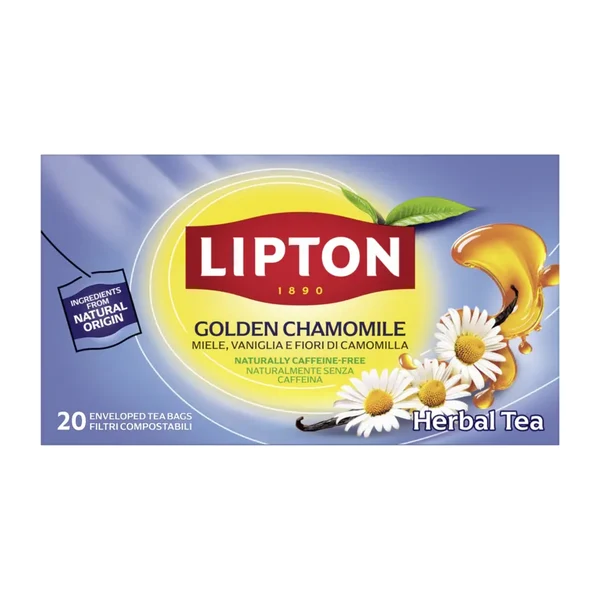 LIPTON
1890
INGREDIENTS
FROM
NATURAL
ORIGIN
GOLDEN CHAMOMILE
MIELE, VANIGLIA E FIORI DI CAMOMILLA
NATURALLY CAFFEINE-FREE
NATURALMENTE SENZA
CAFFEINA
20 ENVELOPED TEA BAGS
FILTRI COMPOSTABILI
Herbal Tea